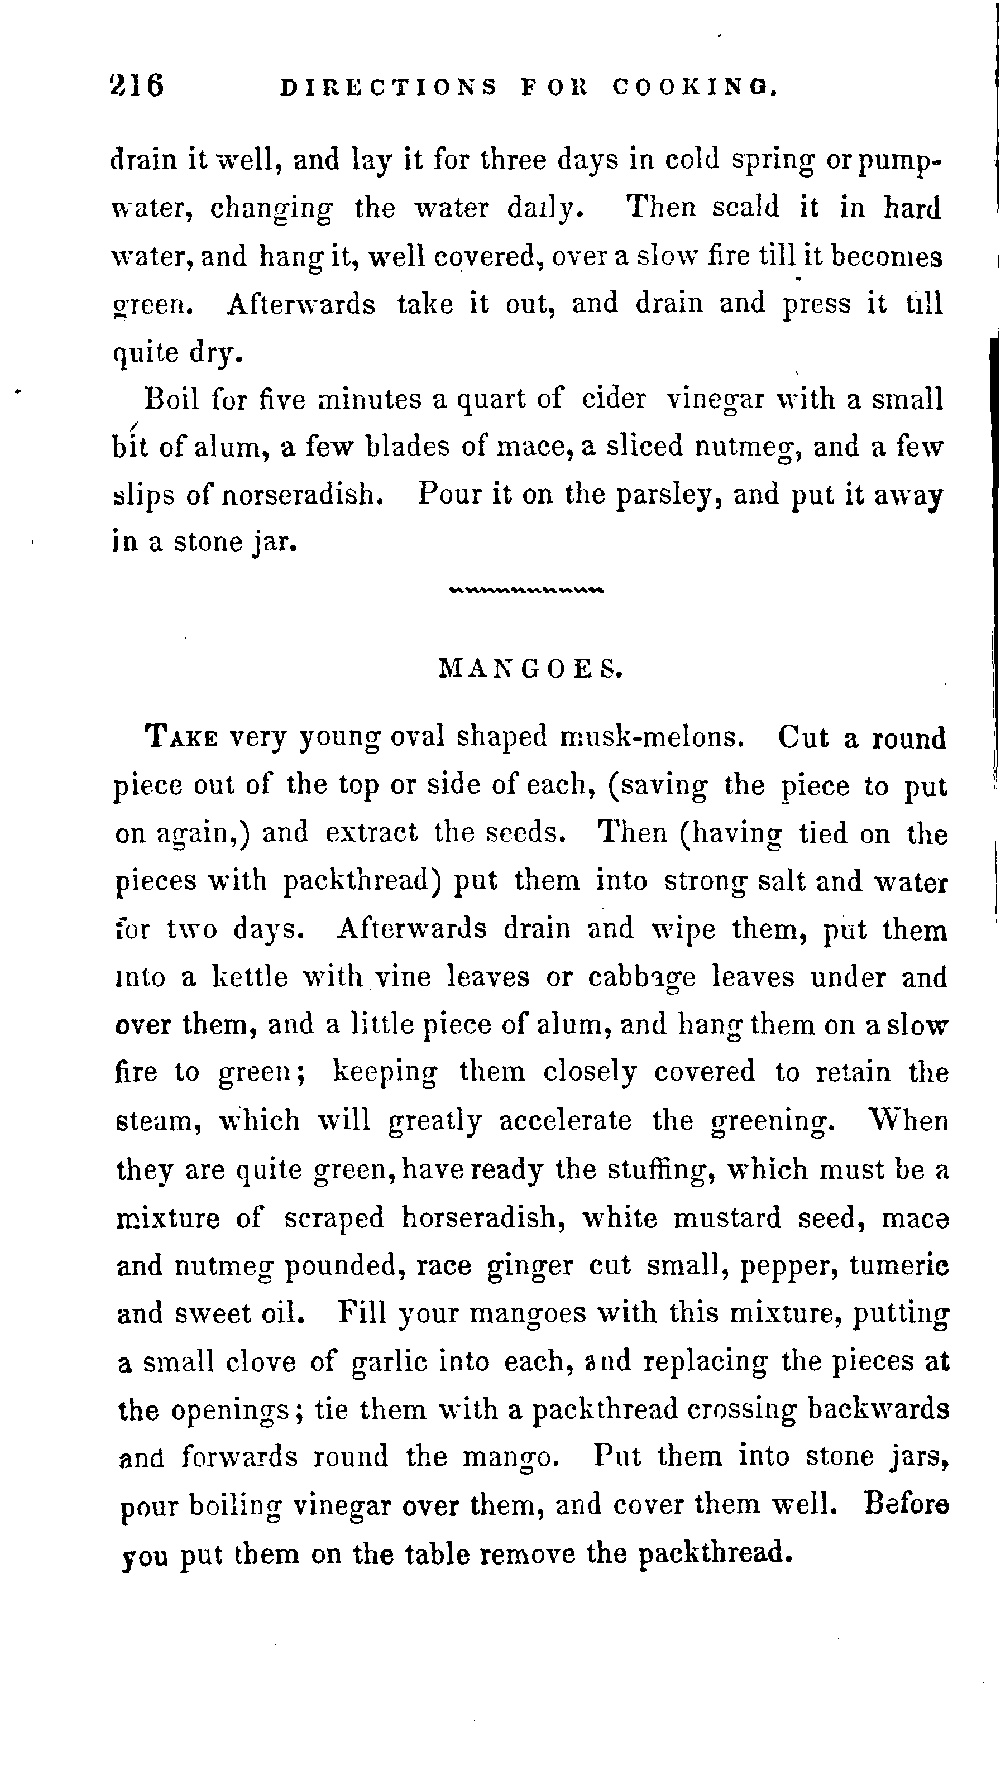 216 DIRECTIONS FOR COOKING.
drain it well, and lay it for three days in cold spring or pump-
water, changing the water daily. Then scald it in hard
water, and hang it, well covered, over a slow fire till it becomes
green. Afterwards take it out, and drain and press it till
quite dry.
Boil for five minutes a quart of cider vinegar with a small
bit of alum, a few blades of mace, a sliced nutmeg, and a few
slips of norseradish. Pour it on the parsley, and put it away
in a stone jar.
MANGOES.
TAKE very young oval shaped musk-melons. Cut a round
piece out of the top or side of each, (saving the piece to put
on again,) and extract the seeds. Then (having tied on the
pieces with packthread) put them into strong salt and water
for two days. Afterwards drain and wipe them, put them
into a kettle with vine leaves or cabbage leaves under and
over them, and a little piece of alum, and hang them on a slow
fire to green; keeping them closely covered to retain the
steam, which will greatly accelerate the greening. When
they are quite green, have ready the stuffing, which must be a
mixture of scraped horseradish, white mustard seed, mace
and nutmeg pounded, race ginger cut small, pepper, tumeric
and sweet oil. Fill your mangoes with this mixture, putting
a small clove of garlic into each, and replacing the pieces at
the openings; tie them with a packthread crossing backwards
and forwards round the mango. Put them into stone jars,
pour boiling vinegar over them, and cover them well. Before
you put them on the table remove the packthread.